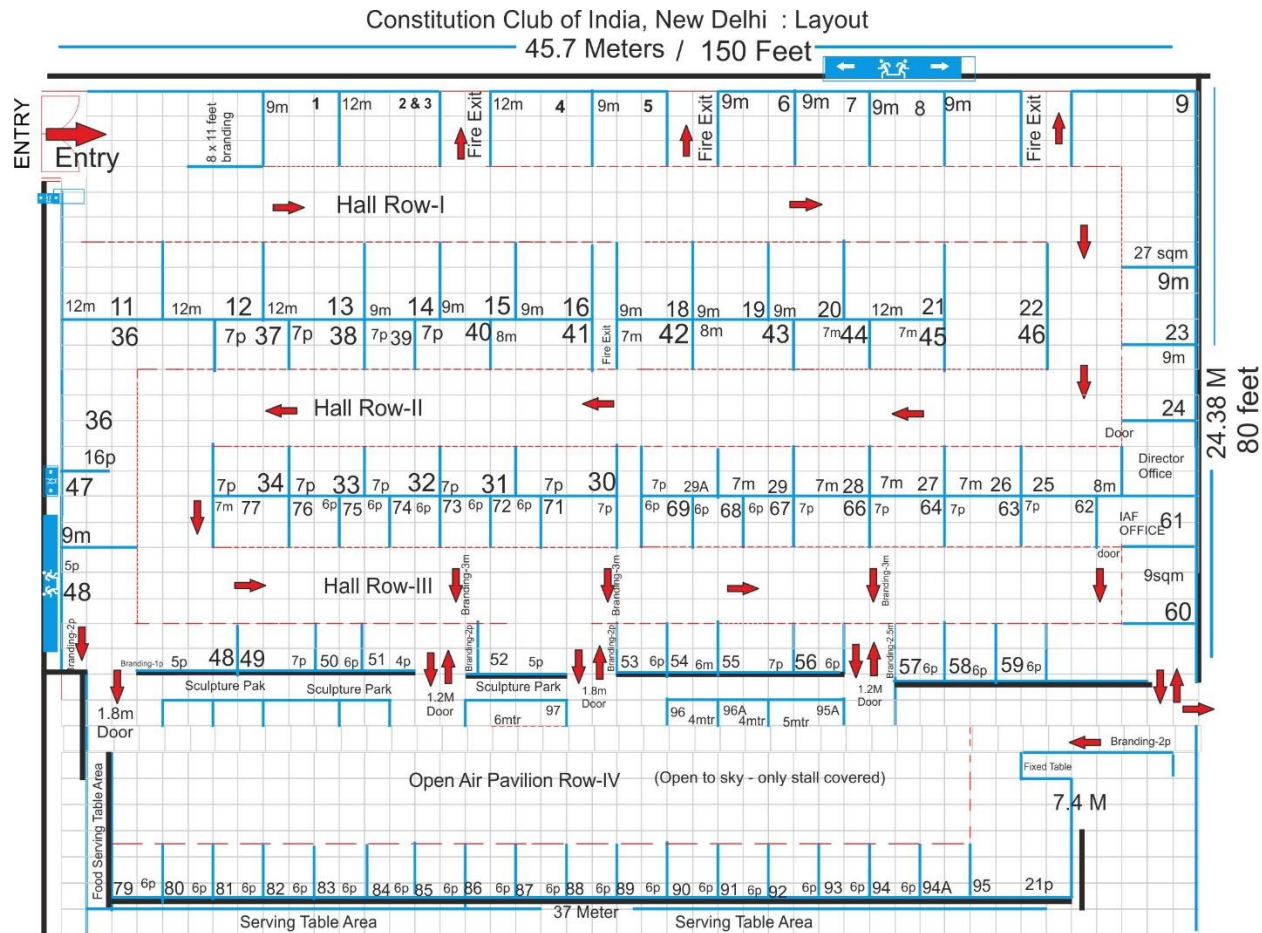 Constitution Club of India, New Delhi : Layout
45.7 Meters / 150 Feet
ENTRY
Entry
8 x 11 feet
branding
9m 1
12m 2 & 3
Fire Exit
12m 4
9m 5
Fire Exit
9m 6
9m 7
9m 8
9m
Fire Exit
9
27 sqm
Hall Row-I
12m 11
12m 12
12m 13
9m 14
9m 15
9m 16
9m 18
9m 19
9m 20
12m 21
22
9m
23
36
7p 37
7p 38
7p 39
7p 40
8m 41
Fire Exit
7m 42
8m 43
7m 44
7m 45
46
9m
24
24.38 M
80 feet
Hall Row-II
36
16p
47
9m
Door
Director
Office
7p 34
7p 33
7p 32
7p 31
7p 30
7p 29A
7m 29
7m 28
7m 27
7m 26
25 8m
7m 77
76 6p
75 6p
74 6p
73 6p
72 6p
71 7p
6p 69
6p 68
6p 67
7p 66
7p 64
7p 63
7p 62
IAF
OFFICE
61
door
5p
48
Hall Row-III
Branding-3m
Branding-3m
Branding-3m
9sqm
60
Branding-2p
Branding-1p 5p 48
49 7p
50 6p
51 4p
Branding-2p
52 5p
Branding-2p
53 6p
54 6m
55 7p
56 6p
Branding-2.5m
57 6p
58 6p
59 6p
Sculpture Pak
Sculpture Park
1.2M
Door
Sculpture Park
1.8m
Door
1.2M
Door
1.8m
Door
6mtr 97
96 4mtr
96A 4mtr
95A 5mtr
Branding-2p
Fixed Table
7.4 M
Open Air Pavilion Row-IV (Open to sky - only stall covered)
Food Serving Table Area
79 6p
80 6p
81 6p
82 6p
83 6p
84 6p
85 6p
86 6p
87 6p
88 6p
89 6p
90 6p
91 6p
92 6p
93 6p
94 6p
94A
95 21p
Serving Table Area
37 Meter
Serving Table Area